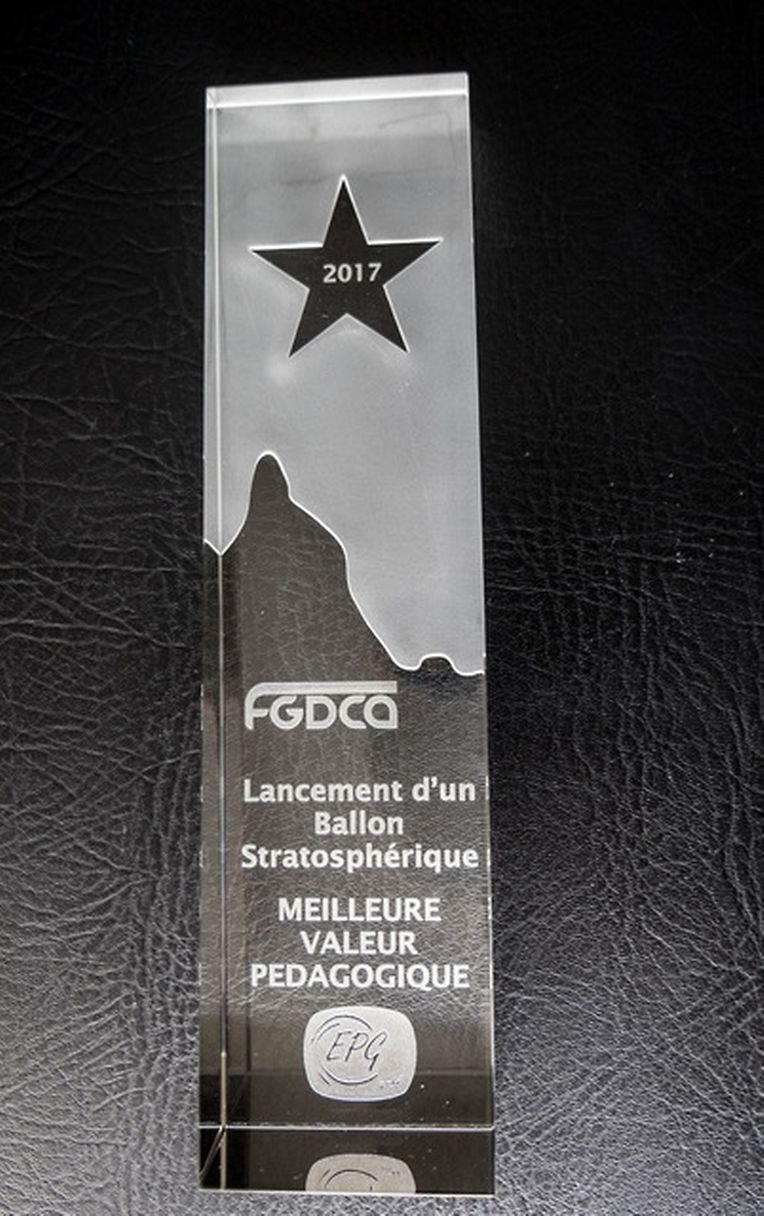 2017
FGDCA
Lancement d'un
Ballon
Stratosphérique
MEILLEURE
VALEUR
PEDAGOGIQUE
EPG